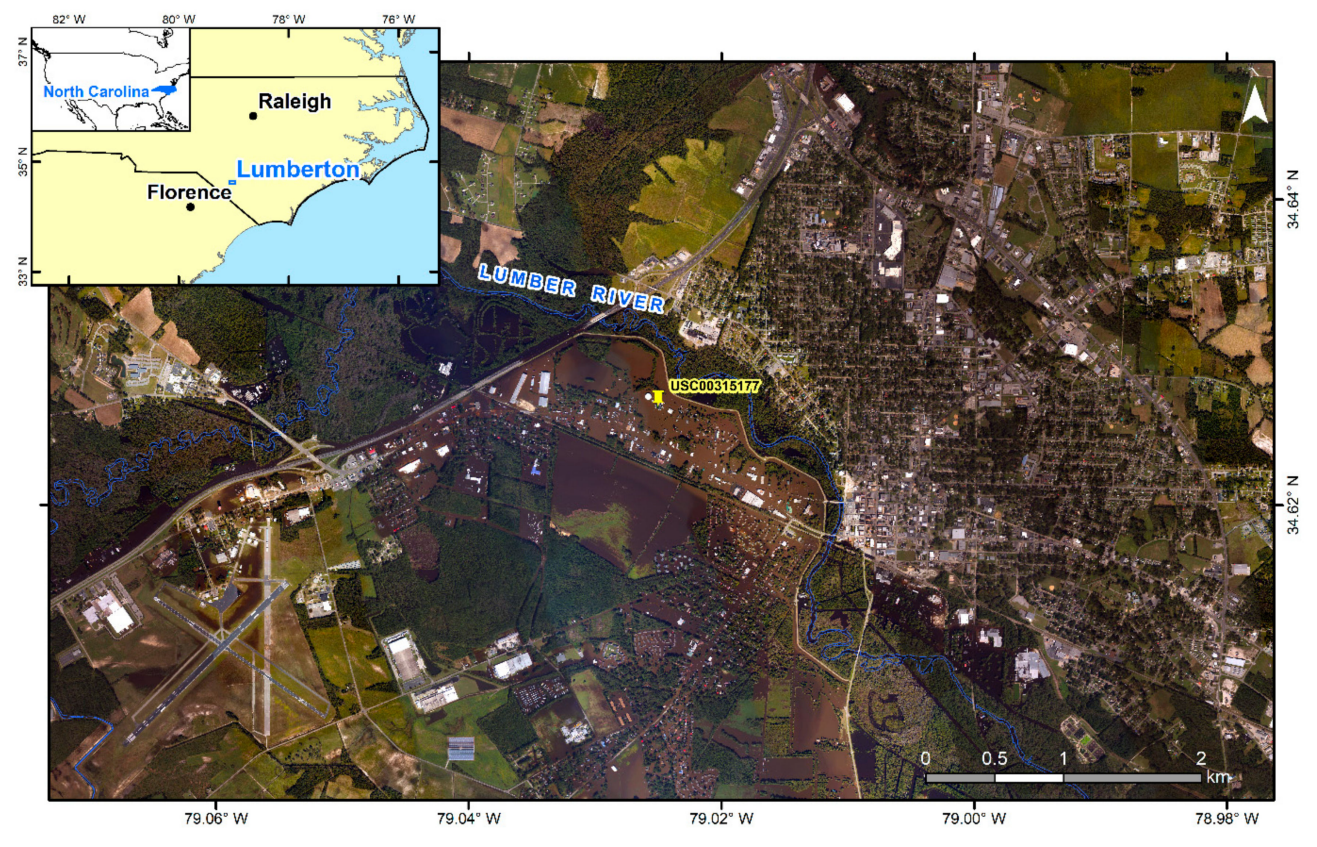 82° W 80° W 78° W 76° W
37° N
North Carolina
Raleigh
35° N
Lumberton
Florence
33° N
34.64° N
LUMBER RIVER
USC00315177
34.62° N
0 0.5 1 2
km
79.06° W 79.04° W 79.02° W 79.00° W 78.98° W